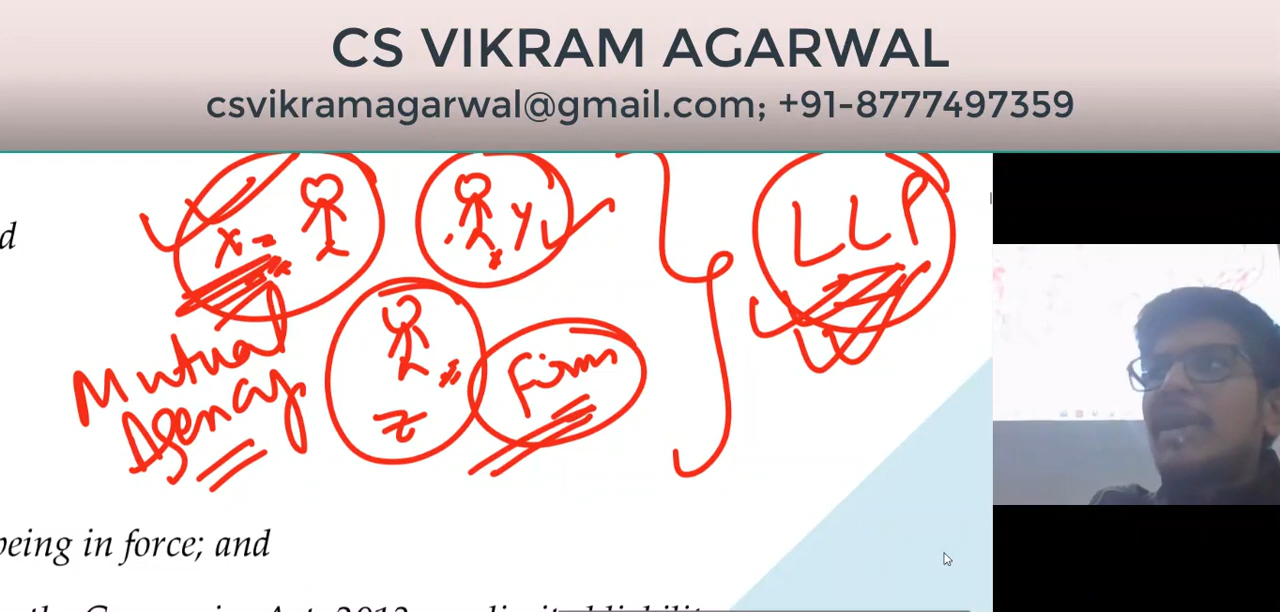 CS VIKRAM AGARWAL
csvikramagarwal@gmail.com; +91-8777497359
d
X
y
LLP
Mutual
Agency
Z
Firm
being in force; and